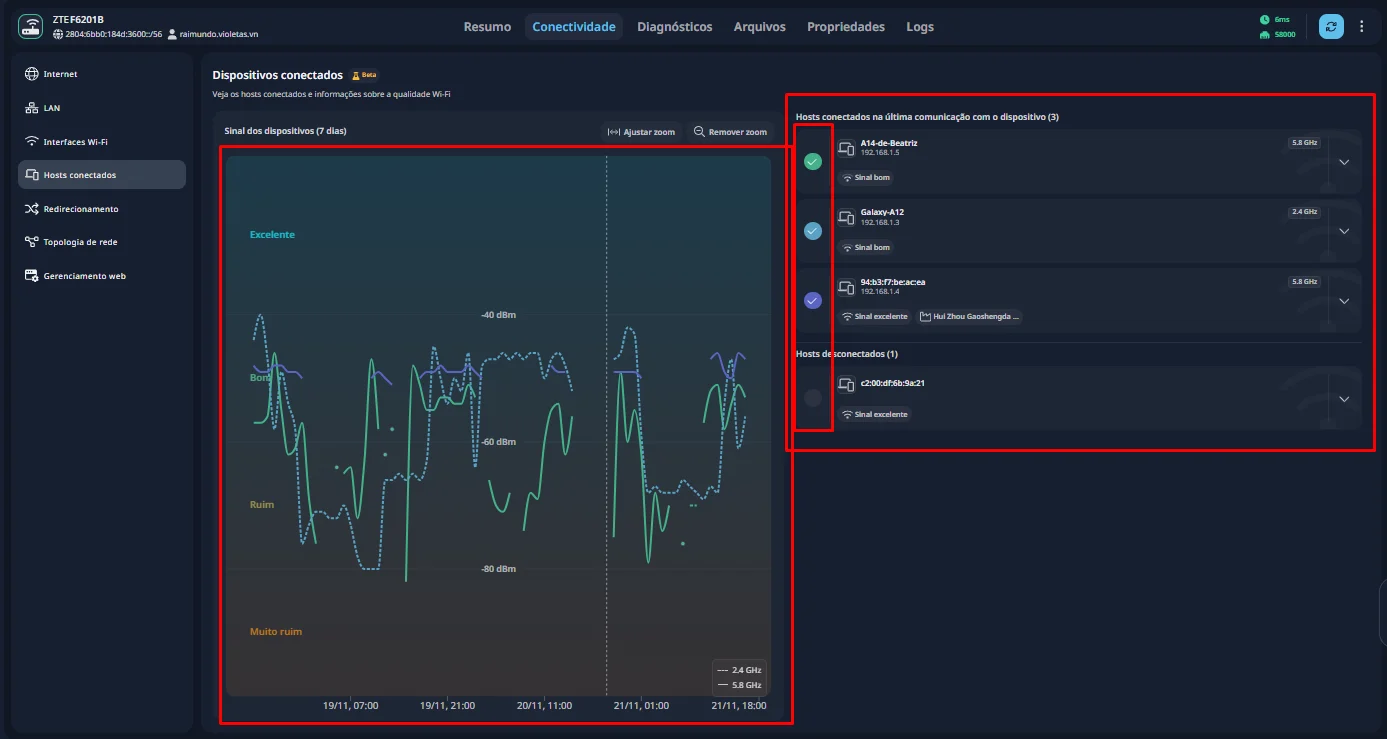 ZTE F6201B
2804:6bb0:184d:3600::/56 raimundo.violetas.vn
Resumo Conectividade Diagnósticos Arquivos Propriedades Logs
6ms
58000
Internet
LAN
Interfaces Wi-Fi
Hosts conectados
Redirecionamento
Topologia de rede
Gerenciamento web
Dispositivos conectados Beta
Veja os hosts conectados e informações sobre a qualidade Wi-Fi
Sinal dos dispositivos (7 dias) Ajustar zoom Remover zoom
Excelente
-40 dBm
Bom
-60 dBm
Ruim
-80 dBm
Muito ruim
2.4 GHz
5.8 GHz
19/11, 07:00 19/11, 21:00 20/11, 11:00 21/11, 01:00 21/11, 18:00
Hosts conectados na última comunicação com o dispositivo (3)
A14-de-Beatriz 5.8 GHz
192.168.1.5
Sinal bom
Galaxy-A12 2.4 GHz
192.168.1.3
Sinal bom
94:b3:f7:be:ac:ea 5.8 GHz
192.168.1.4
Sinal excelente Hui Zhou Gaoshengda ...
Hosts desconectados (1)
c2:00:df:6b:9a:21
Sinal excelente